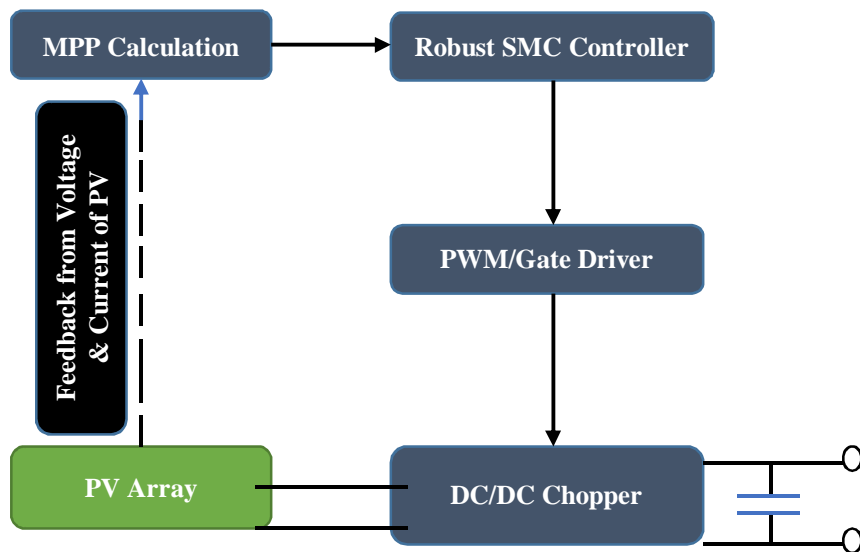 MPP Calculation
Robust SMC Controller
Feedback from Voltage
& Current of PV
PWM/Gate Driver
PV Array
DC/DC Chopper